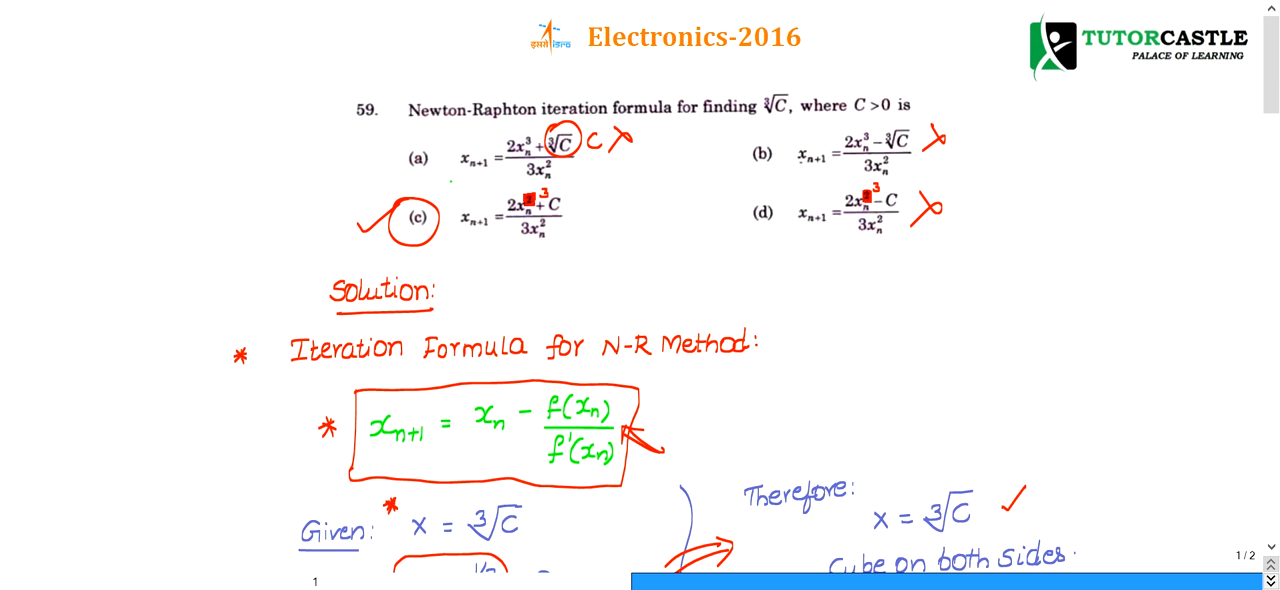 इसरो isro Electronics-2016
TUTORCASTLE
PALACE OF LEARNING
59. Newton-Raphton iteration formula for finding ∛C, where C >0 is
(a) xₙ₊₁ = (2xₙ³ + ∛C) / 3xₙ² C ×
(b) xₙ₊₁ = (2xₙ³ − ∛C) / 3xₙ² ×
✓ (c) xₙ₊₁ = (2xₙ³ + C) / 3xₙ²
(d) xₙ₊₁ = (2xₙ³ − C) / 3xₙ² ×
Solution:
* Iteration Formula for N-R Method:
* xₙ₊₁ = xₙ − f(xₙ) / f'(xₙ)
Therefore:
* Given: x = ∛C
x = ∛C ✓
Cube on both sides.
1 / 2
1